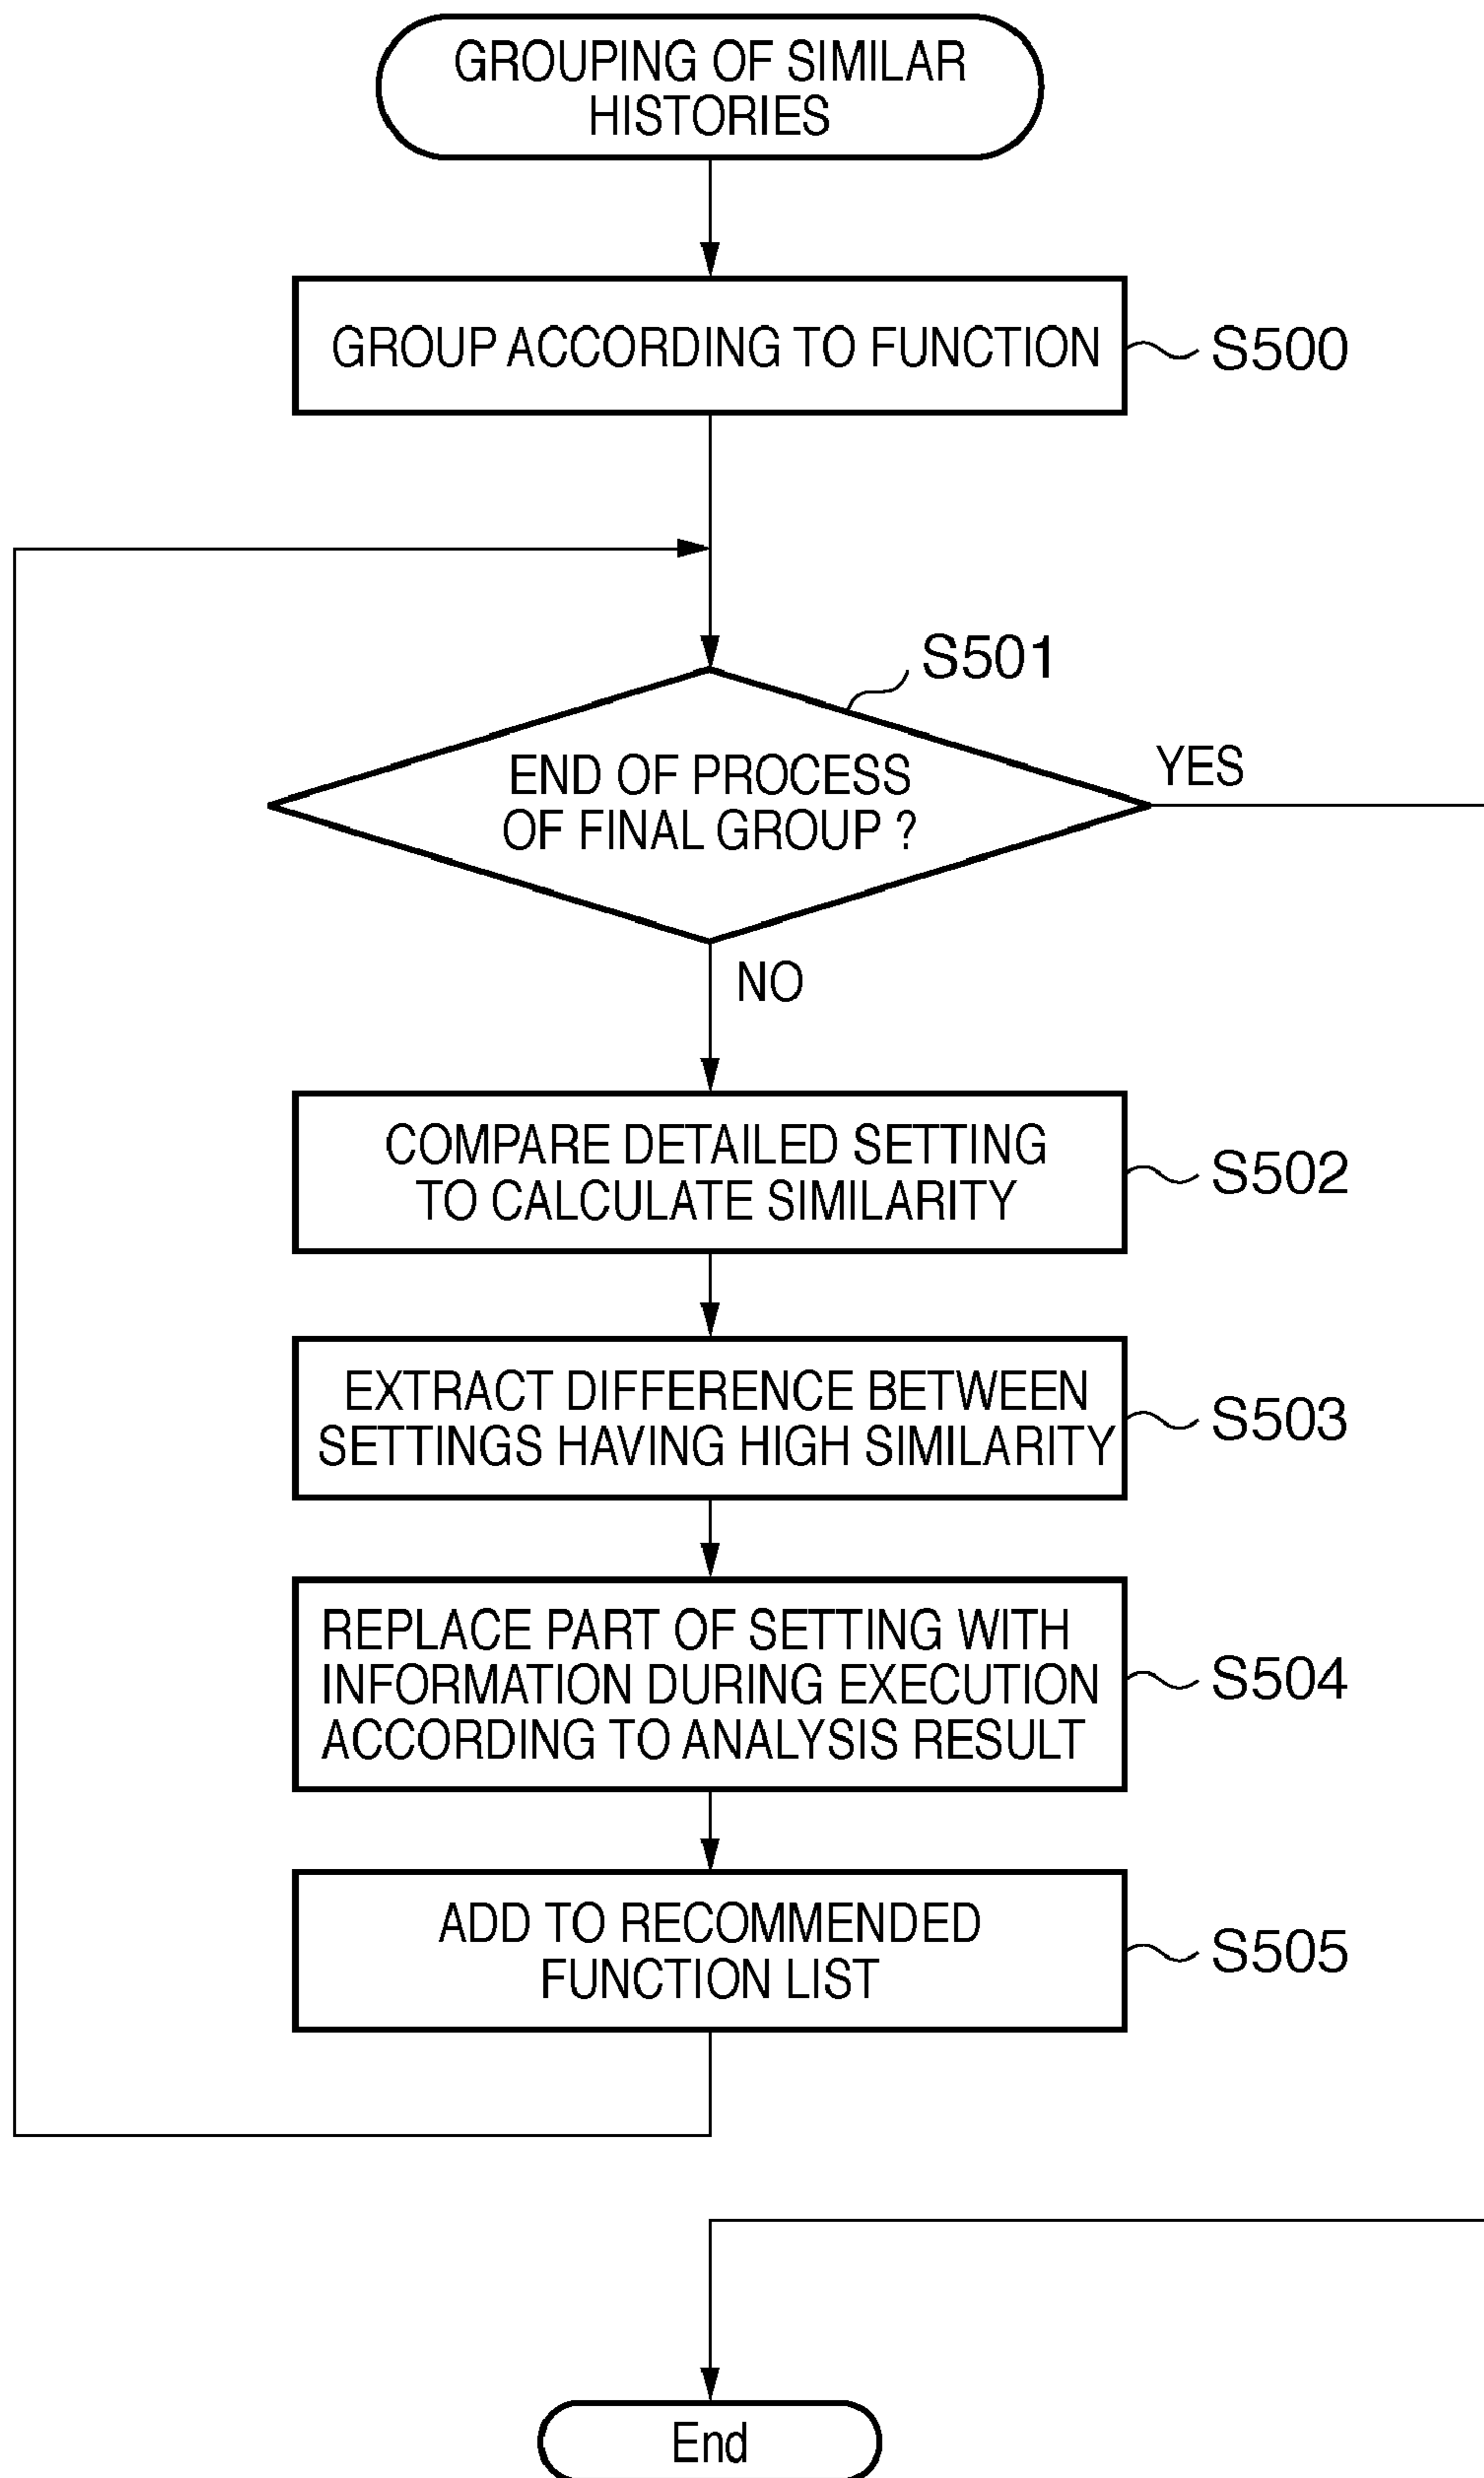 GROUPING OF SIMILAR
HISTORIES
GROUP ACCORDING TO FUNCTION
S500
S501
END OF PROCESS
OF FINAL GROUP ?
YES
NO
COMPARE DETAILED SETTING
TO CALCULATE SIMILARITY
S502
EXTRACT DIFFERENCE BETWEEN
SETTINGS HAVING HIGH SIMILARITY
S503
REPLACE PART OF SETTING WITH
INFORMATION DURING EXECUTION
ACCORDING TO ANALYSIS RESULT
S504
ADD TO RECOMMENDED
FUNCTION LIST
S505
End